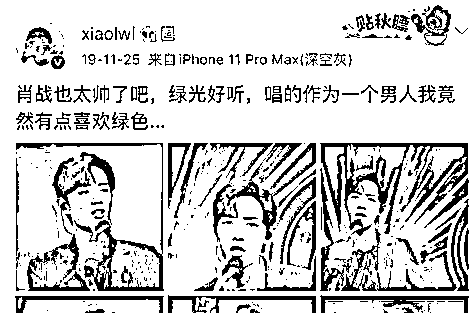 xiaolwl
贴秋膘
19-11-25 来自iPhone 11 Pro Max(深空灰)
肖战也太帅了吧，绿光好听，唱的作为一个男人我竟
然有点喜欢绿色...